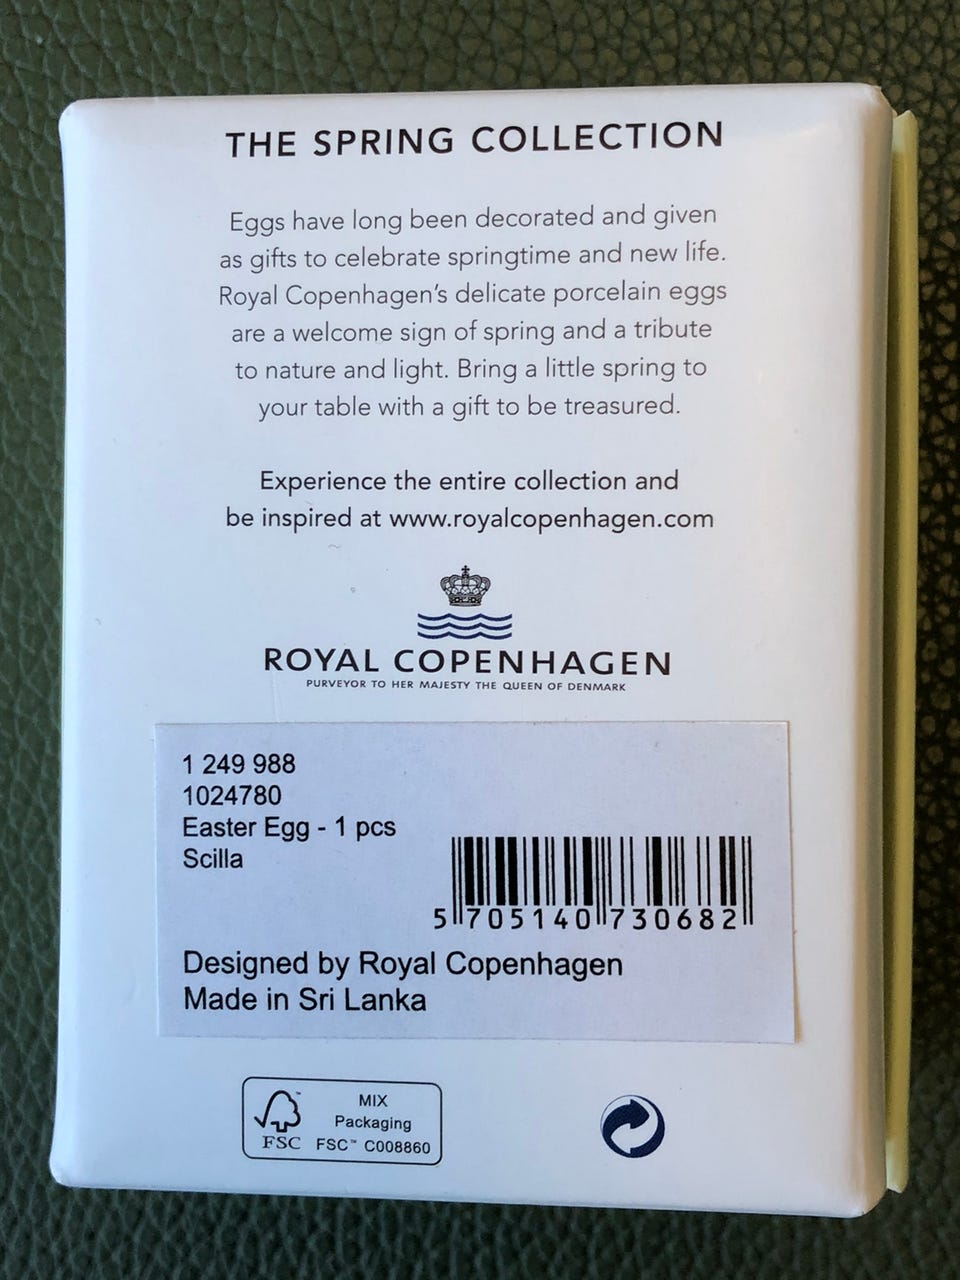 THE SPRING COLLECTION
Eggs have long been decorated and given
as gifts to celebrate springtime and new life.
Royal Copenhagen's delicate porcelain eggs
are a welcome sign of spring and a tribute
to nature and light. Bring a little spring to
your table with a gift to be treasured.
Experience the entire collection and
be inspired at www.royalcopenhagen.com
ROYAL COPENHAGEN
PURVEYOR TO HER MAJESTY THE QUEEN OF DENMARK
1 249 988
1024780
Easter Egg - 1 pcs
Scilla
5 705140 730682
Designed by Royal Copenhagen
Made in Sri Lanka
MIX
Packaging
FSC FSC™ C008860